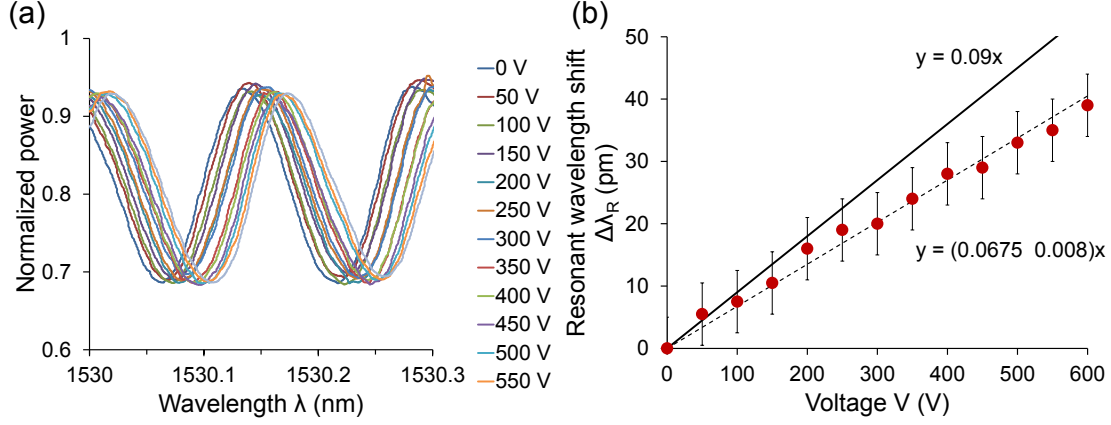 (a)
1
0.9
0.8
0.7
0.6
Normalized power
1530
1530.1
1530.2
1530.3
Wavelength λ (nm)
0 V
50 V
100 V
150 V
200 V
250 V
300 V
350 V
400 V
450 V
500 V
550 V
(b)
50
40
30
20
10
0
Resonant wavelength shift
Δλ_R (pm)
y = 0.09x
y = (0.0675 0.008)x
0
100
200
300
400
500
600
Voltage V (V)